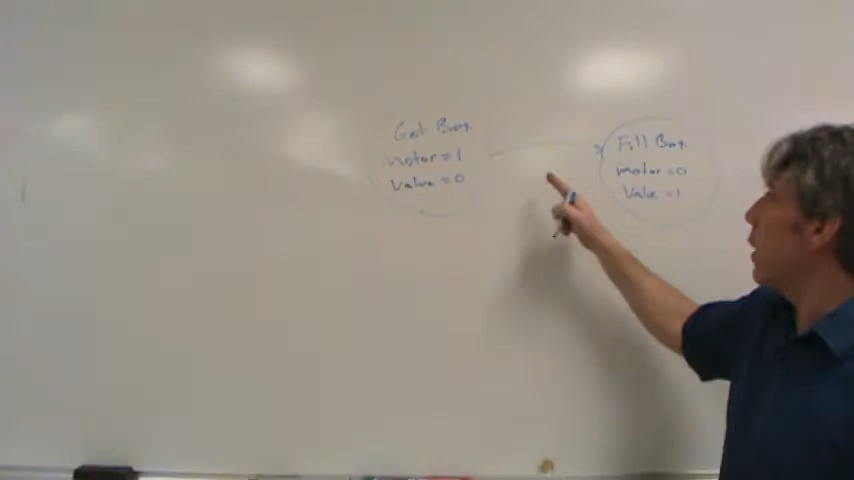 Get Box
motor = 1
Valve = 0
Fill Box
motor = 0
Valve = 1